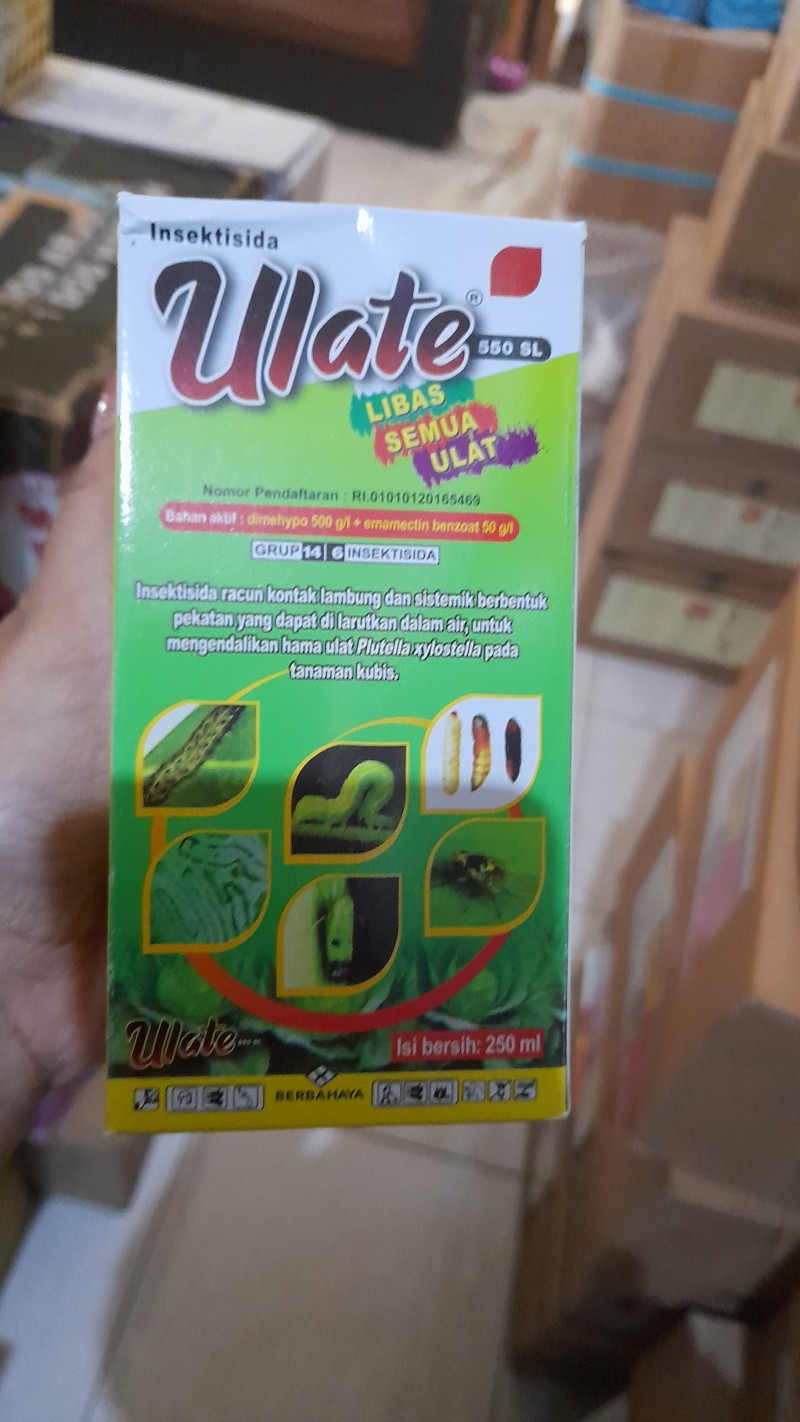 Insektisida
Ulate®
550 SL
LIBAS
SEMUA
ULAT
Nomor Pendaftaran : RI.01010120165469
Bahan aktif : dimehypo 500 g/l + emamectin benzoat 50 g/l
GRUP 14 6 INSEKTISIDA
Insektisida racun kontak lambung dan sistemik berbentuk
pekatan yang dapat di larutkan dalam air, untuk
mengendalikan hama ulat Plutella xylostella pada
tanaman kubis.
Ulate
Isi bersih: 250 ml
BERBAHAYA